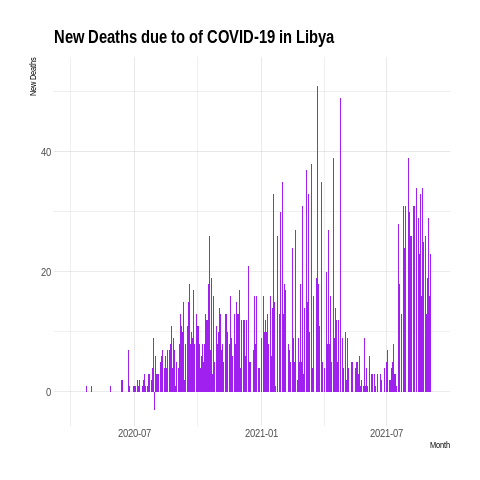 New Deaths due to of COVID-19 in Libya
New Deaths
40
20
0
2020-07
2021-01
2021-07
Month